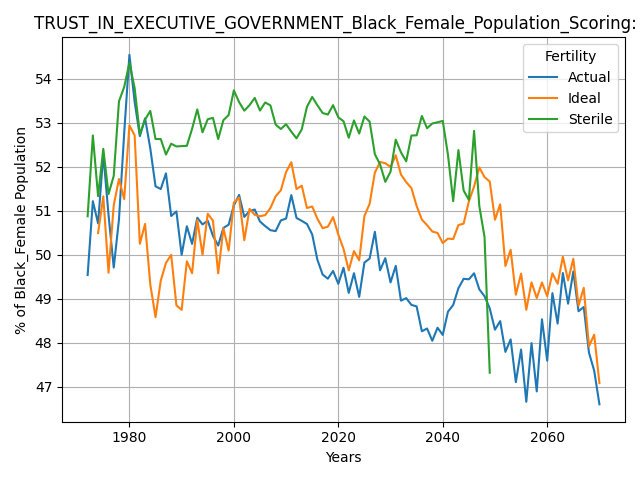 TRUST_IN_EXECUTIVE_GOVERNMENT_Black_Female_Population_Scoring:
Fertility
Actual
Ideal
Sterile
% of Black_Female Population
54
53
52
51
50
49
48
47
1980
2000
2020
2040
2060
Years